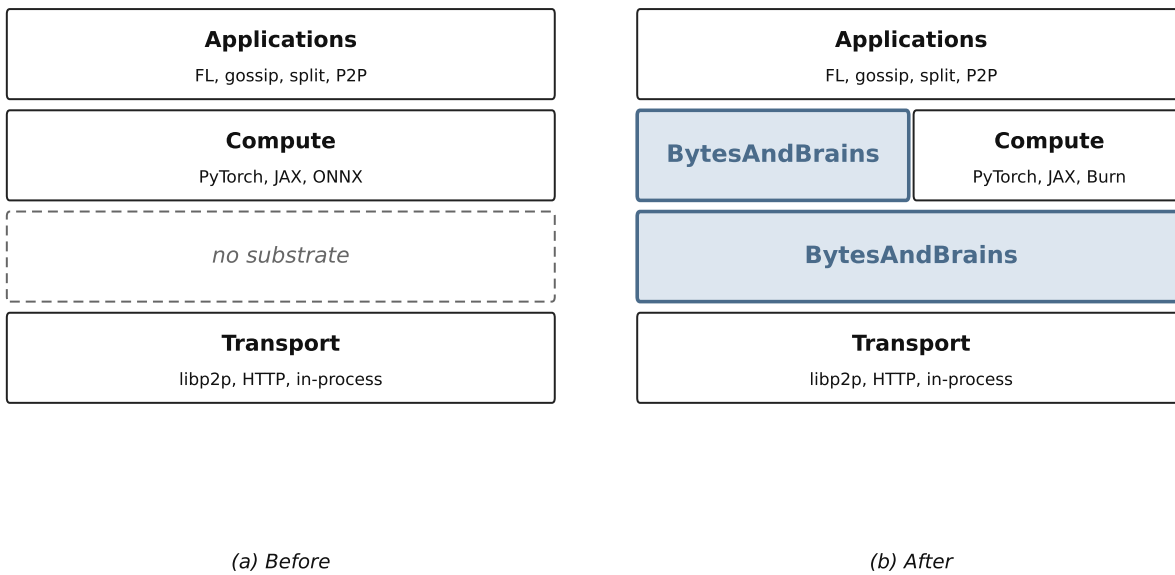 Applications
FL, gossip, split, P2P
Compute
PyTorch, JAX, ONNX
no substrate
Transport
libp2p, HTTP, in-process
(a) Before
Applications
FL, gossip, split, P2P
BytesAndBrains
Compute
PyTorch, JAX, Burn
BytesAndBrains
Transport
libp2p, HTTP, in-process
(b) After